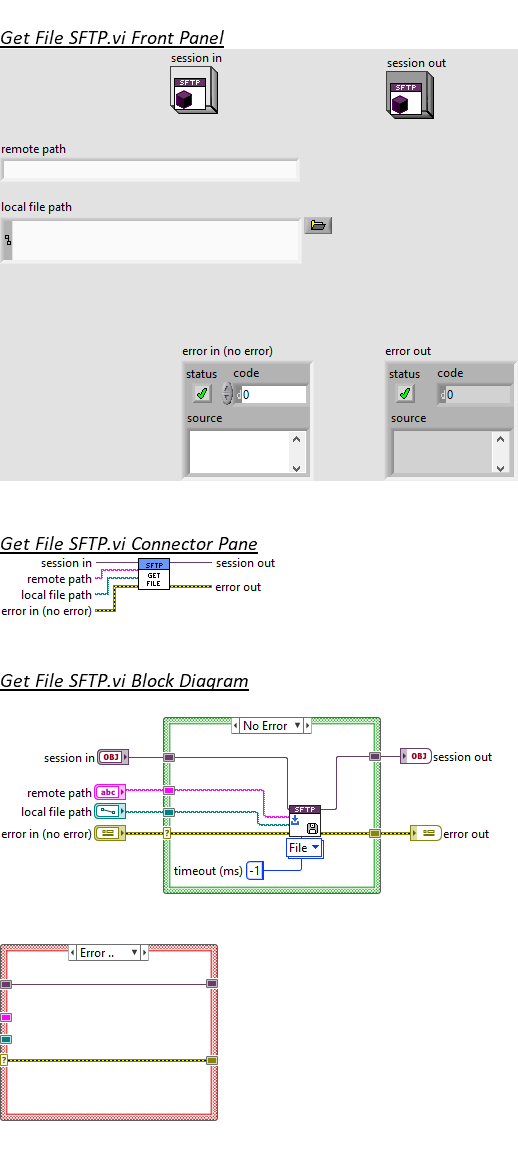 Get File SFTP.vi Front Panel
session in
session out
SFTP
SFTP
remote path
local file path
error in (no error)
error out
status code
status code
d 0
d 0
source
source
Get File SFTP.vi Connector Pane
session in
SFTP
session out
remote path
GET
FILE
local file path
error out
error in (no error)
Get File SFTP.vi Block Diagram
No Error
session in
OBJ
OBJ
session out
remote path
abc
SFTP
local file path
error in (no error)
?
error out
File
timeout (ms)
-1
Error ..
?